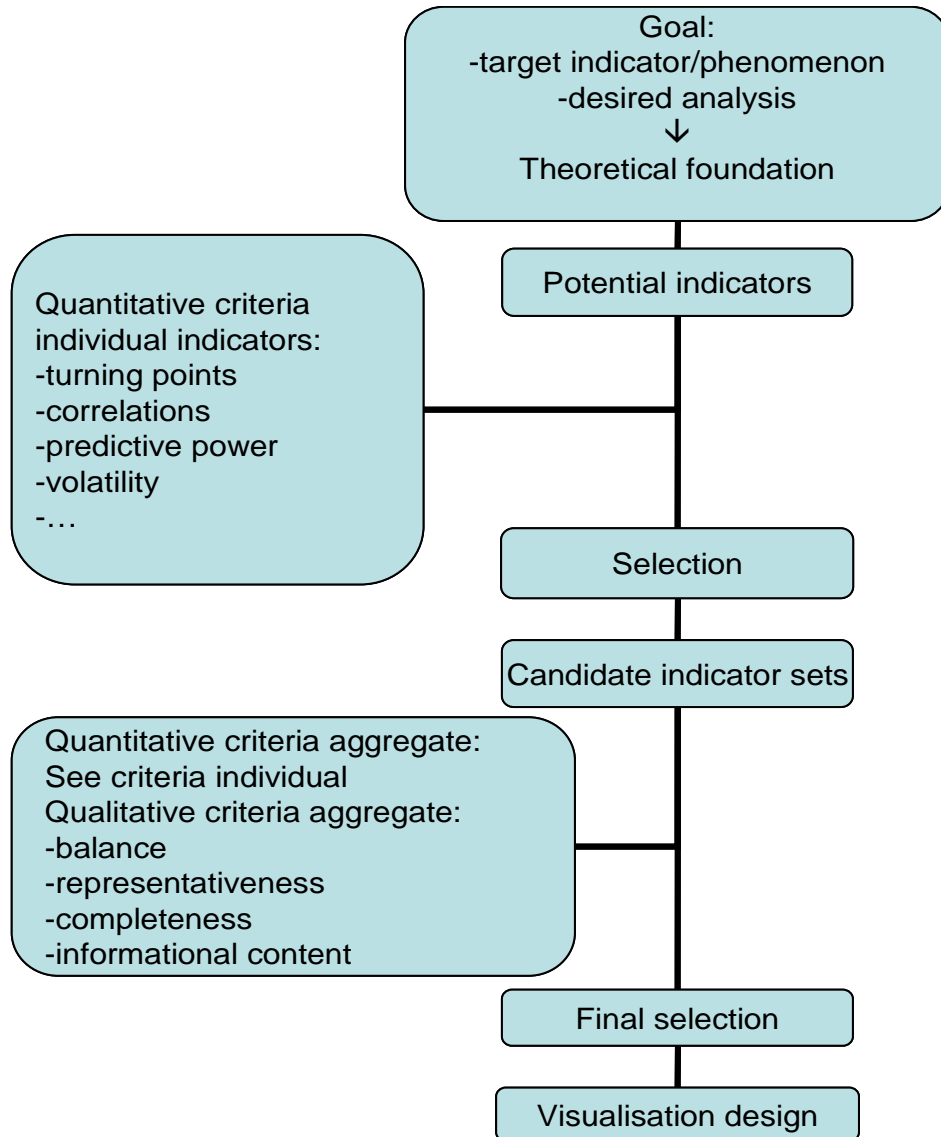 Goal:
-target indicator/phenomenon
-desired analysis
↓
Theoretical foundation
Potential indicators
Quantitative criteria
individual indicators:
-turning points
-correlations
-predictive power
-volatility
-…
Selection
Candidate indicator sets
Quantitative criteria aggregate:
See criteria individual
Qualitative criteria aggregate:
-balance
-representativeness
-completeness
-informational content
Final selection
Visualisation design